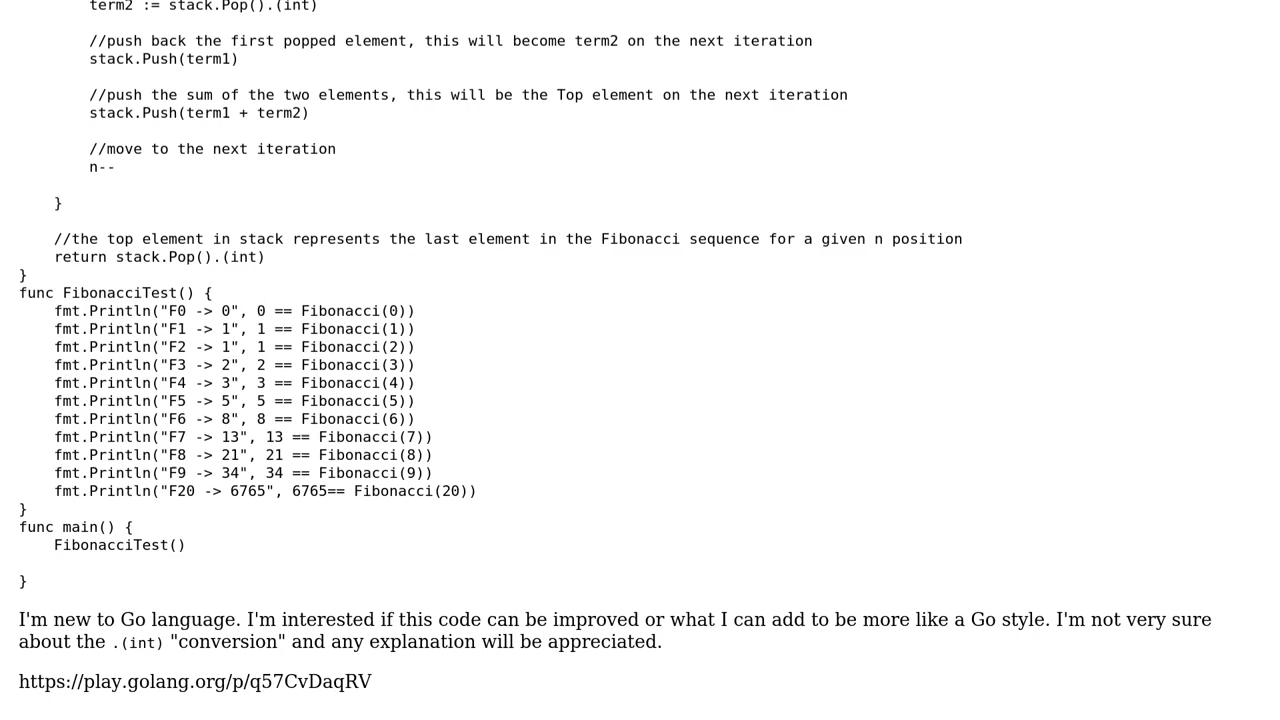 term2 := stack.Pop().(int)

        //push back the first popped element, this will become term2 on the next iteration
        stack.Push(term1)

        //push the sum of the two elements, this will be the Top element on the next iteration
        stack.Push(term1 + term2)

        //move to the next iteration
        n--

    }

    //the top element in stack represents the last element in the Fibonacci sequence for a given n position
    return stack.Pop().(int)
}
func FibonacciTest() {
    fmt.Println("F0 -> 0", 0 == Fibonacci(0))
    fmt.Println("F1 -> 1", 1 == Fibonacci(1))
    fmt.Println("F2 -> 1", 1 == Fibonacci(2))
    fmt.Println("F3 -> 2", 2 == Fibonacci(3))
    fmt.Println("F4 -> 3", 3 == Fibonacci(4))
    fmt.Println("F5 -> 5", 5 == Fibonacci(5))
    fmt.Println("F6 -> 8", 8 == Fibonacci(6))
    fmt.Println("F7 -> 13", 13 == Fibonacci(7))
    fmt.Println("F8 -> 21", 21 == Fibonacci(8))
    fmt.Println("F9 -> 34", 34 == Fibonacci(9))
    fmt.Println("F20 -> 6765", 6765== Fibonacci(20))
}
func main() {
    FibonacciTest()

}
I'm new to Go language. I'm interested if this code can be improved or what I can add to be more like a Go style. I'm not very sure
about the .(int) "conversion" and any explanation will be appreciated.
https://play.golang.org/p/q57CvDaqRV